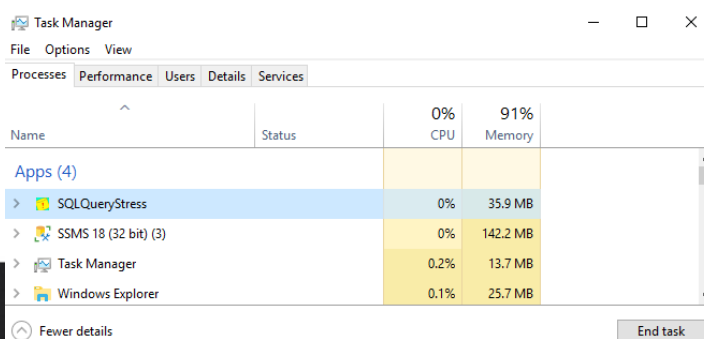 Task Manager
File Options View
Processes Performance Users Details Services
0% 91%
Name Status CPU Memory
Apps (4)
SQLQueryStress 0% 35.9 MB
SSMS 18 (32 bit) (3) 0% 142.2 MB
Task Manager 0.2% 13.7 MB
Windows Explorer 0.1% 25.7 MB
Fewer details End task